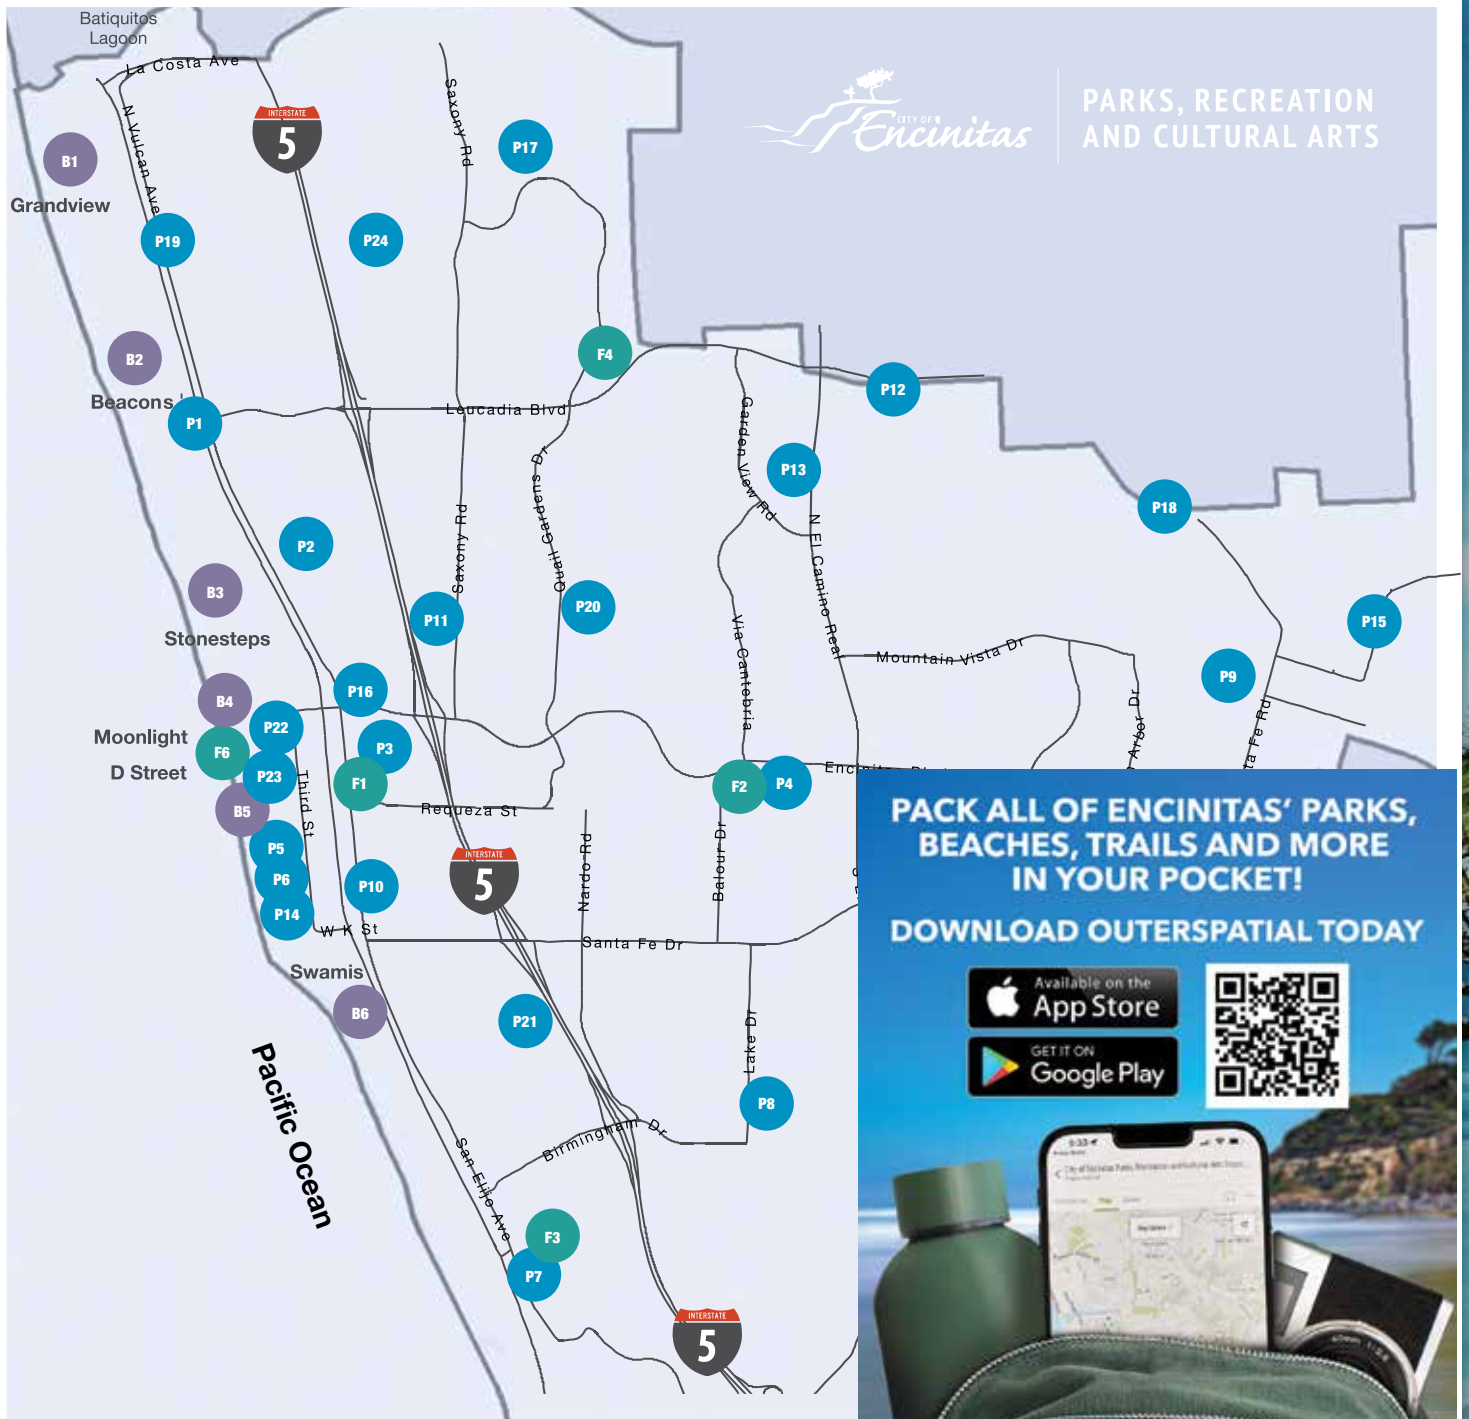 Batiquitos
Lagoon
La Costa Ave
N Vulcan Ave
Saxony Rd
INTERSTATE
5
CITY OF
Encinitas
PARKS, RECREATION
AND CULTURAL ARTS
B1
Grandview
P17
P19
P24
B2
Beacons
F4
P12
P1
Leucadia Blvd
Garden View Rd
P13
Quail Gardens Dr
P18
P2
Saxony Rd
N El Camino Real
B3
Stonesteps
P11
P20
Via Cantebria
P15
Mountain Vista Dr
P9
P16
B4
P22
Moonlight
F6
P3
D Street
P23
Third St
F1
F2
P4
B5
Requeza St
P5
P6
P10
P14
W K St
INTERSTATE
5
Nardo Rd
Balour Dr
Santa Fe Dr
Swamis
B6
P21
Lake Dr
P8
Pacific Ocean
Birmingham Dr
San Elijo Ave
F3
P7
INTERSTATE
5
PACK ALL OF ENCINITAS' PARKS,
BEACHES, TRAILS AND MORE
IN YOUR POCKET!
DOWNLOAD OUTERSPATIAL TODAY
Available on the
App Store
GET IT ON
Google Play